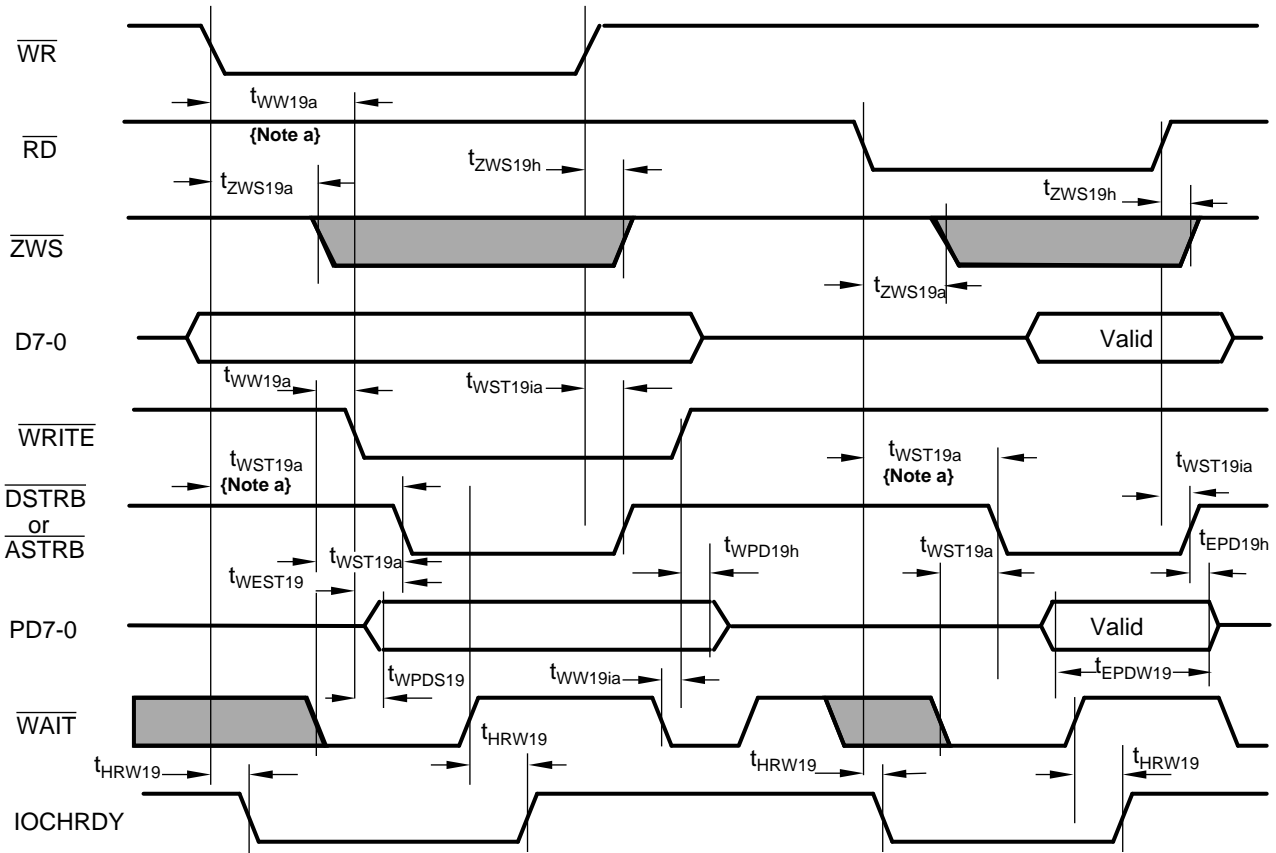 WR
tWW19a
{Note a}
RD
tZWS19h
tZWS19a
tZWS19h
ZWS
tZWS19a
D7-0
Valid
tWW19a
tWST19ia
WRITE
tWST19a
{Note a}
tWST19a
{Note a}
tWST19ia
DSTRB
or
ASTRB
tWST19a
tWEST19
tWPD19h
tWST19a
tEPD19h
PD7-0
Valid
tWPDS19
tWW19ia
tEPDW19
WAIT
tHRW19
tHRW19
tHRW19
tHRW19
IOCHRDY